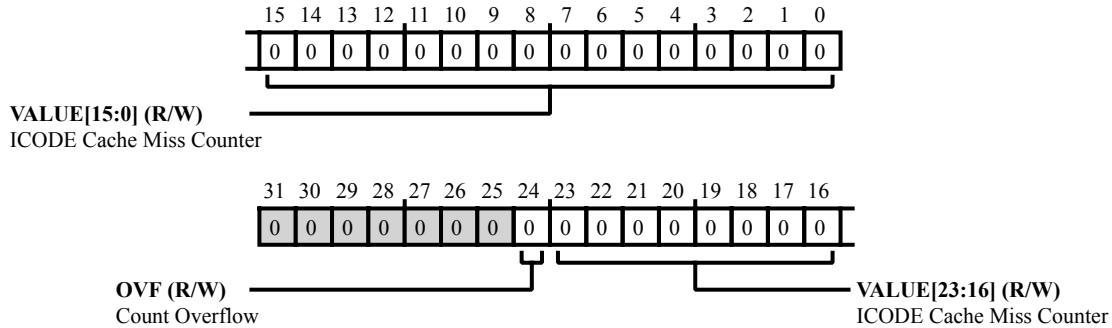 15 14 13 12 11 10 9 8 7 6 5 4 3 2 1 0
0 0 0 0 0 0 0 0 0 0 0 0 0 0 0 0
VALUE[15:0] (R/W)
ICODE Cache Miss Counter
31 30 29 28 27 26 25 24 23 22 21 20 19 18 17 16
0 0 0 0 0 0 0 0 0 0 0 0 0 0 0 0
OVF (R/W)
Count Overflow
VALUE[23:16] (R/W)
ICODE Cache Miss Counter